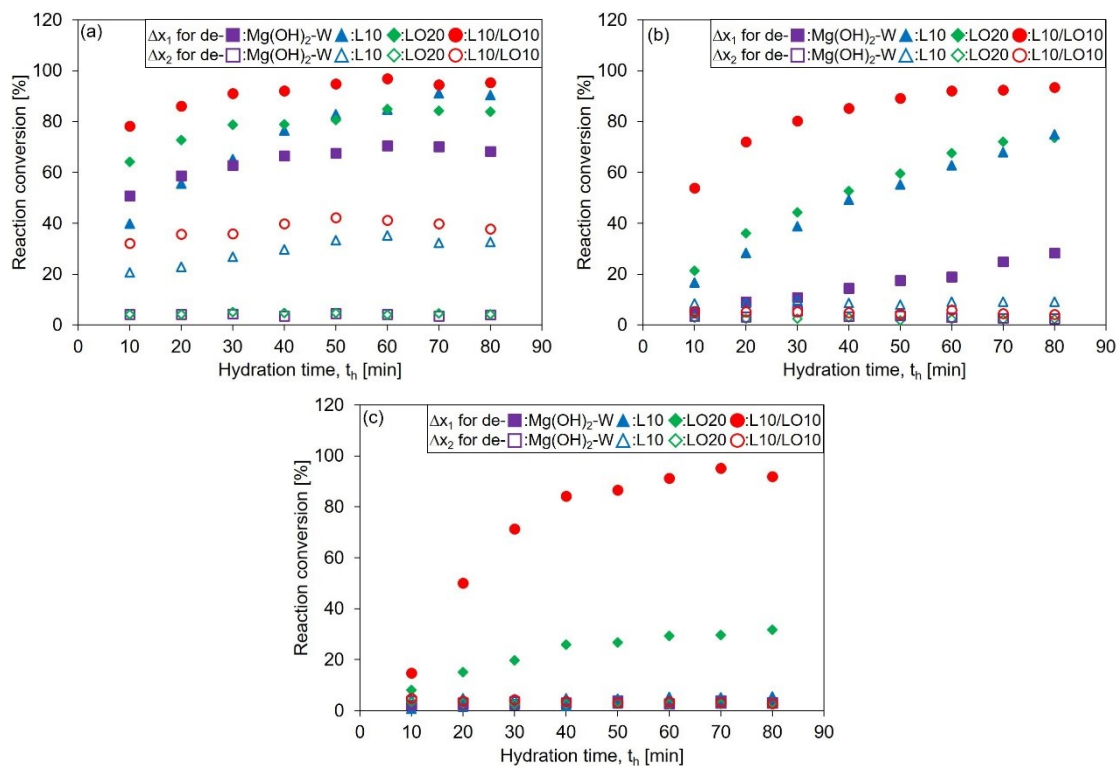 (a)
Δx₁ for de- :Mg(OH)₂-W :L10 :LO20 :L10/LO10
Δx₂ for de- :Mg(OH)₂-W :L10 :LO20 :L10/LO10
Reaction conversion [%]
120
100
80
60
40
20
0
0 10 20 30 40 50 60 70 80 90
Hydration time, tₕ [min]
(b)
Δx₁ for de- :Mg(OH)₂-W :L10 :LO20 :L10/LO10
Δx₂ for de- :Mg(OH)₂-W :L10 :LO20 :L10/LO10
Reaction conversion [%]
120
100
80
60
40
20
0
0 10 20 30 40 50 60 70 80 90
Hydration time, tₕ [min]
(c)
Δx₁ for de- :Mg(OH)₂-W :L10 :LO20 :L10/LO10
Δx₂ for de- :Mg(OH)₂-W :L10 :LO20 :L10/LO10
Reaction conversion [%]
120
100
80
60
40
20
0
0 10 20 30 40 50 60 70 80 90
Hydration time, tₕ [min]